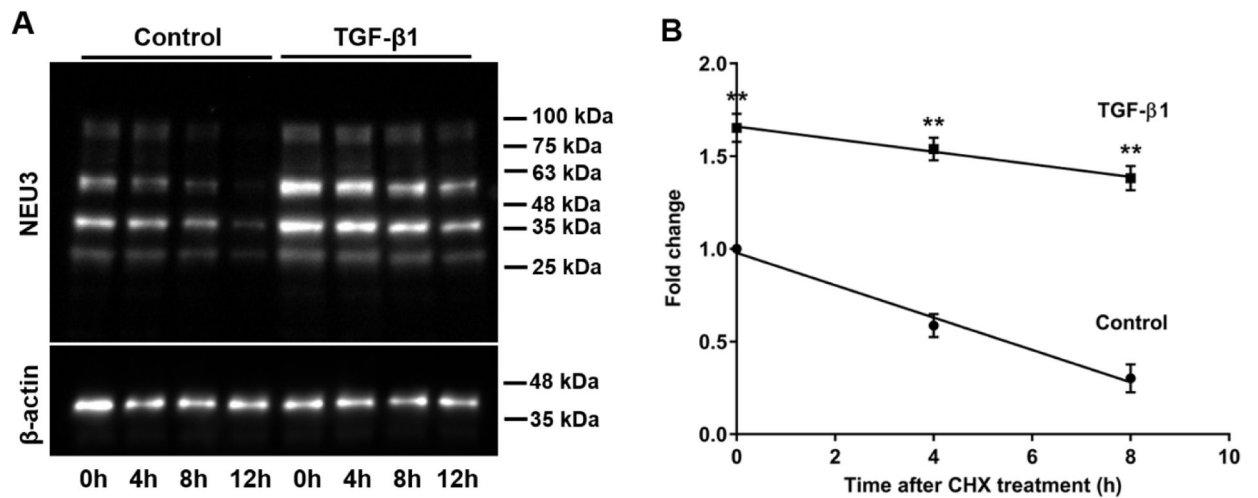 A
Control TGF-β1
NEU3
100 kDa
75 kDa
63 kDa
48 kDa
35 kDa
25 kDa
β-actin
48 kDa
35 kDa
0h 4h 8h 12h 0h 4h 8h 12h
B
Fold change
2.0
1.5
1.0
0.5
0.0
**
**
**
TGF-β1
Control
0 2 4 6 8 10
Time after CHX treatment (h)